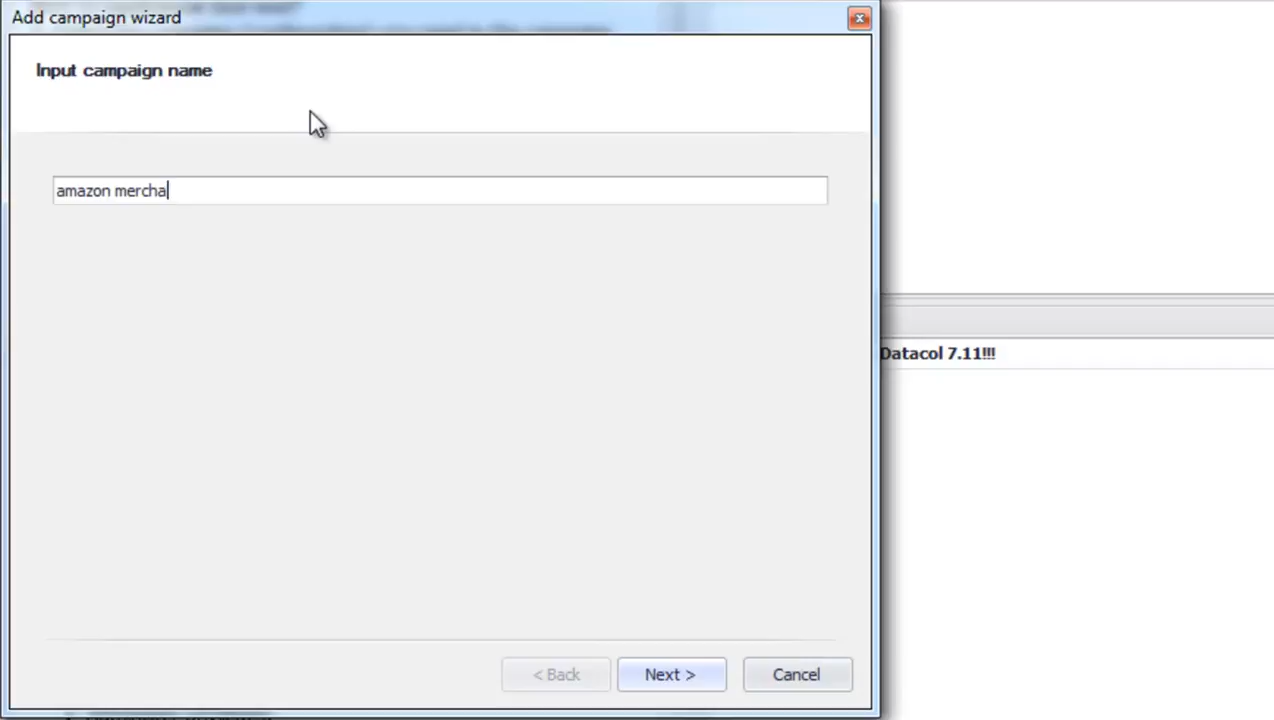 Add campaign wizard
Input campaign name
amazon mercha
Datacol 7.11!!!
< Back
Next >
Cancel